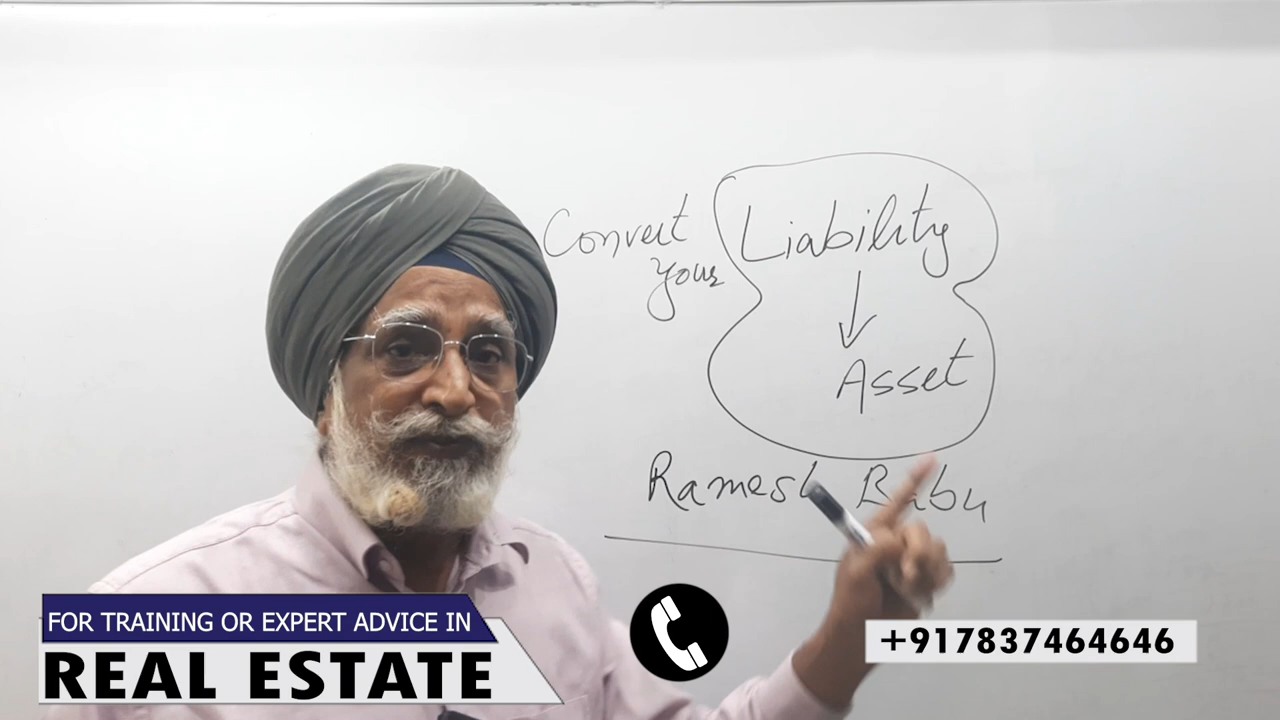 Convert Liability
your
Asset
Ramesh Babu
FOR TRAINING OR EXPERT ADVICE IN
REAL ESTATE
+917837464646